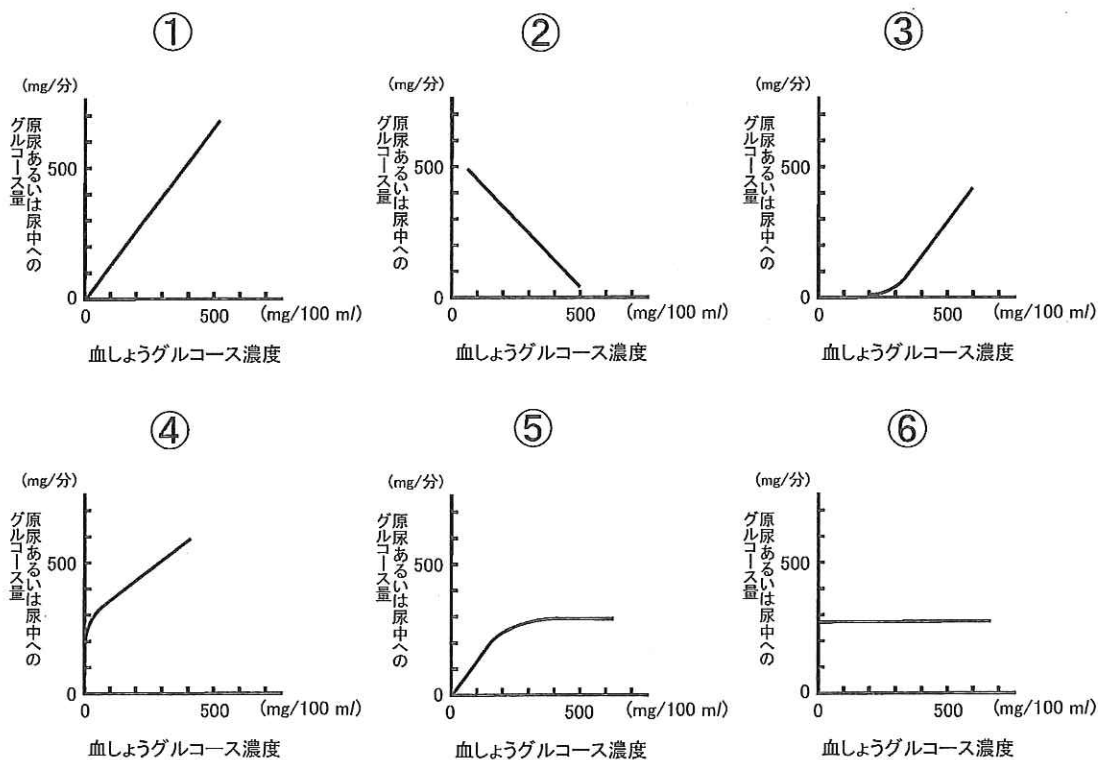 ①
(mg/分)
原尿あるいは尿中への
グルコース量
500
0
0
500
(mg/100 ml)
血しょうグルコース濃度
②
(mg/分)
原尿あるいは尿中への
グルコース量
500
0
0
500
(mg/100 ml)
血しょうグルコース濃度
③
(mg/分)
原尿あるいは尿中への
グルコース量
500
0
0
500
(mg/100 ml)
血しょうグルコース濃度
④
(mg/分)
原尿あるいは尿中への
グルコース量
500
0
0
500
(mg/100 ml)
血しょうグルコース濃度
⑤
(mg/分)
原尿あるいは尿中への
グルコース量
500
0
0
500
(mg/100 ml)
血しょうグルコース濃度
⑥
(mg/分)
原尿あるいは尿中への
グルコース量
500
0
0
500
(mg/100 ml)
血しょうグルコース濃度